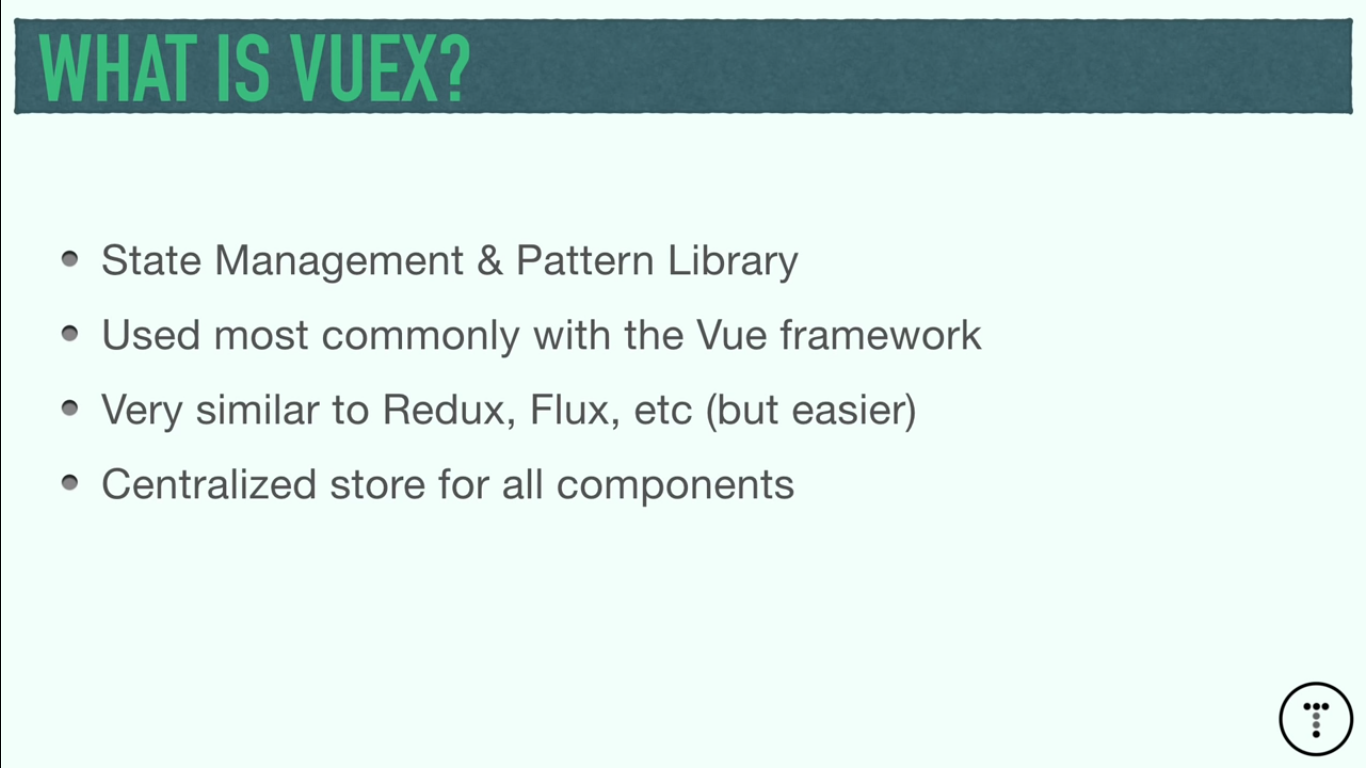 WHAT IS VUEX?
State Management & Pattern Library
Used most commonly with the Vue framework
Very similar to Redux, Flux, etc (but easier)
Centralized store for all components
T